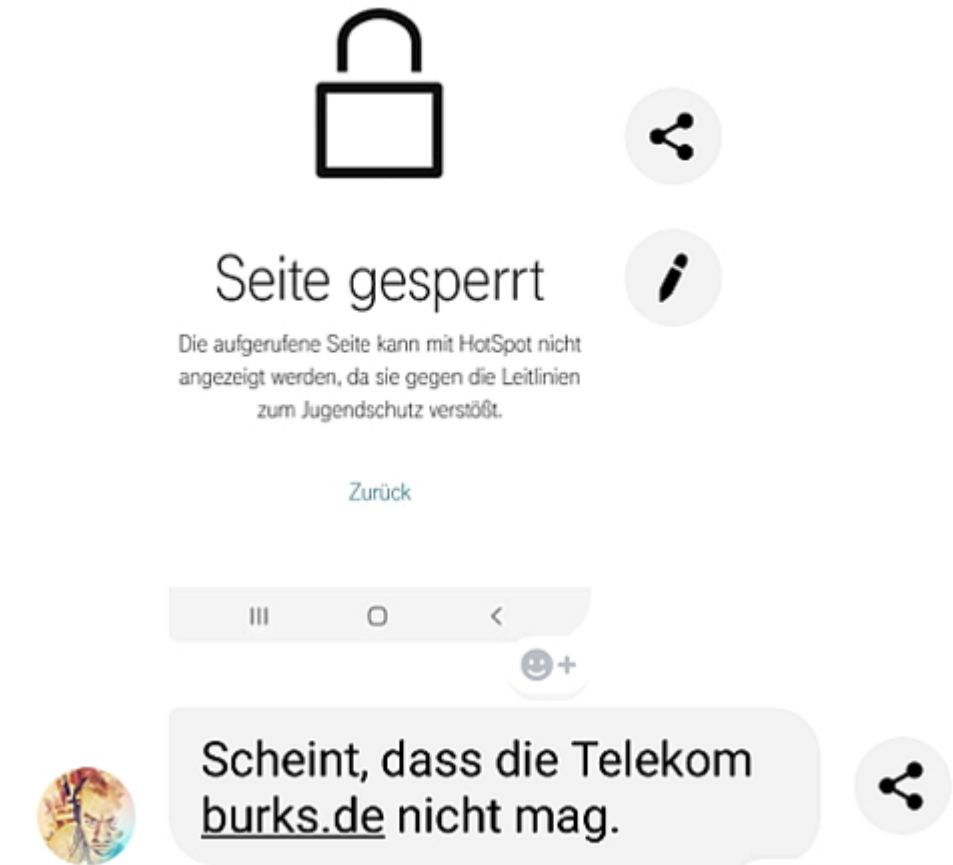 Seite gesperrt
Die aufgerufene Seite kann mit HotSpot nicht
angezeigt werden, da sie gegen die Leitlinien
zum Jugendschutz verstößt.
Zurück
Scheint, dass die Telekom
burks.de nicht mag.